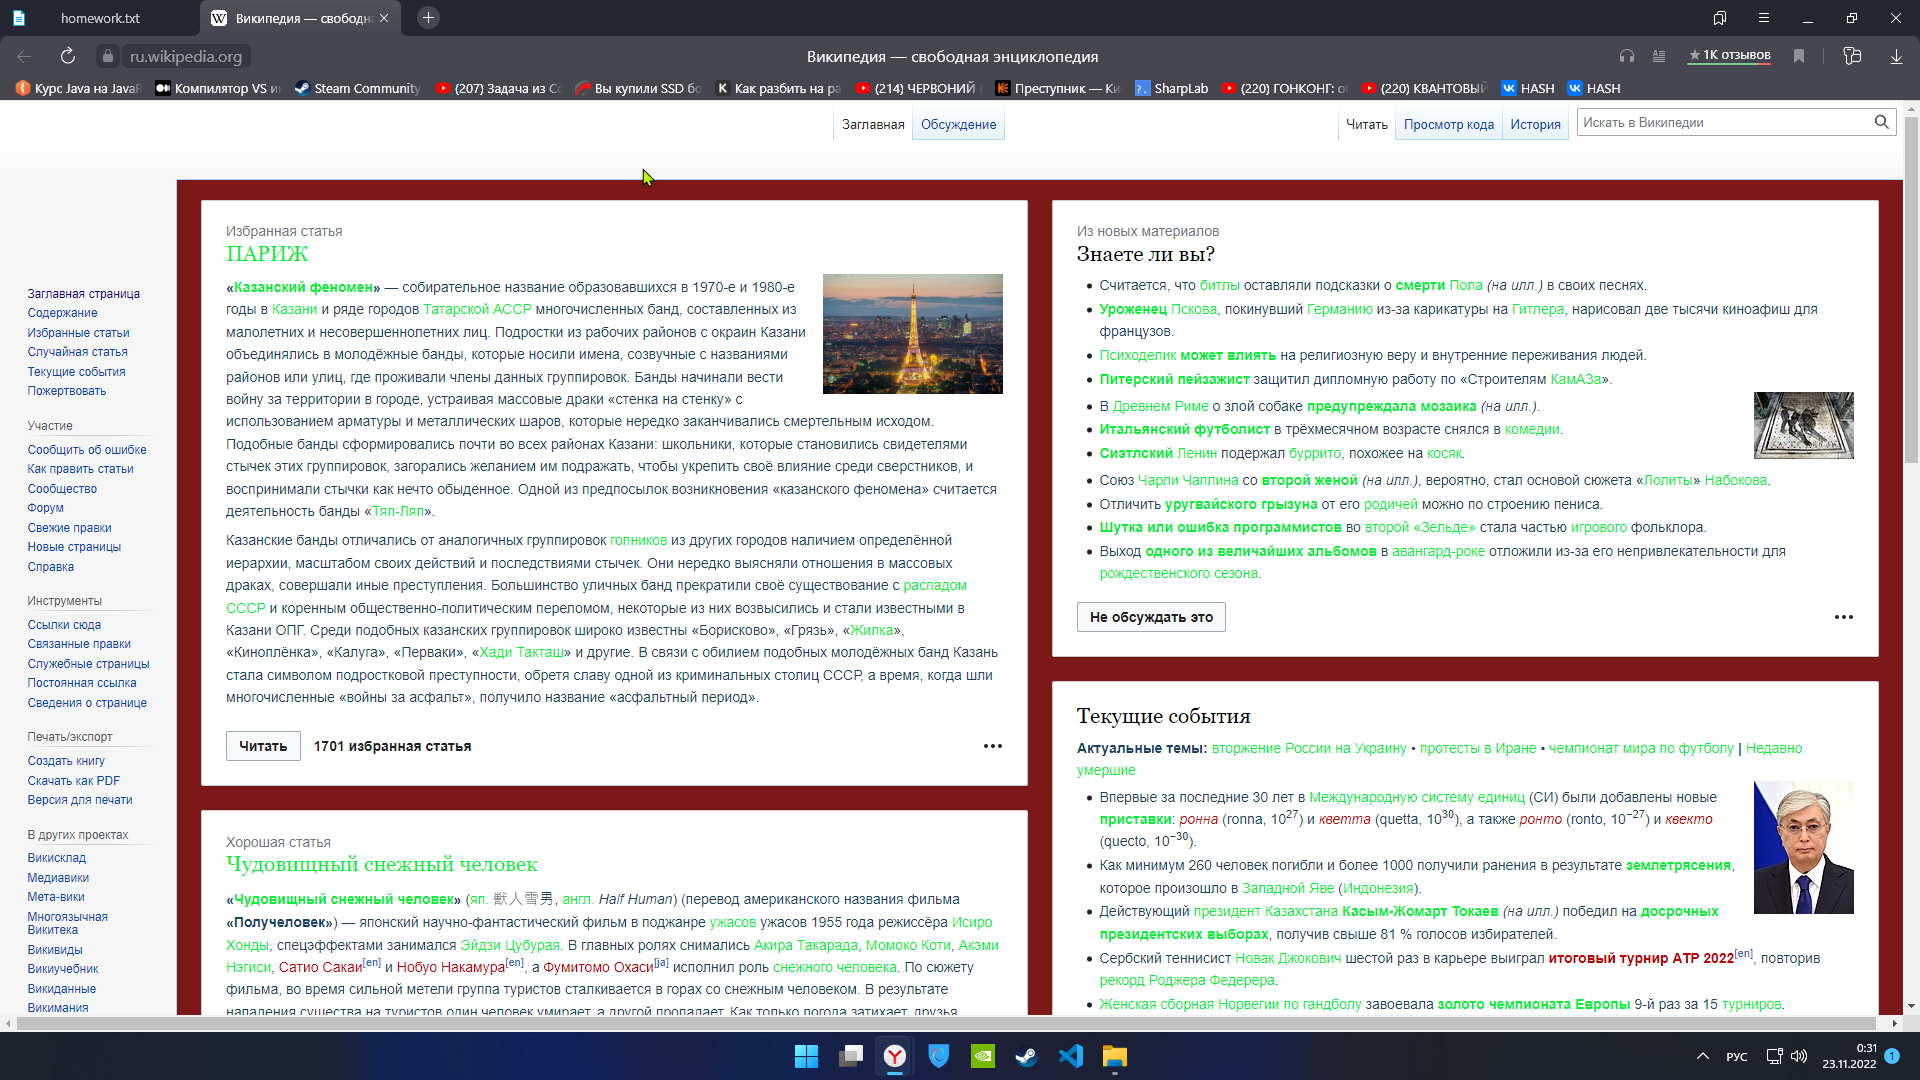 homework.txt
Википедия — свободн
ru.wikipedia.org
Википедия — свободная энциклопедия
1К отзывов
Курс Java на JavaR
Компилятор VS и
Steam Community
(207) Задача из Сс
Вы купили SSD бо
Как разбить на ра
(214) ЧЕРВОНИЙ
Преступник — Ки
SharpLab
(220) ГОНКОНГ: о
(220) КВАНТОВЫЙ
HASH
HASH
Заглавная
Обсуждение
Читать
Просмотр кода
История
Искать в Википедии
Заглавная страница
Содержание
Избранные статьи
Случайная статья
Текущие события
Пожертвовать
Участие
Сообщить об ошибке
Как править статьи
Сообщество
Форум
Свежие правки
Новые страницы
Справка
Инструменты
Ссылки сюда
Связанные правки
Служебные страницы
Постоянная ссылка
Сведения о странице
Печать/экспорт
Создать книгу
Скачать как PDF
Версия для печати
В других проектах
Викисклад
Медиавики
Мета-вики
Многоязычная
Викитека
Викивиды
Викиучебник
Викиданные
Викимания
Избранная статья
ПАРИЖ
«Казанский феномен» — собирательное название образовавшихся в 1970-е и 1980-е
годы в Казани и ряде городов Татарской АССР многочисленных банд, составленных из
малолетних и несовершеннолетних лиц. Подростки из рабочих районов с окраин Казани
объединялись в молодёжные банды, которые носили имена, созвучные с названиями
районов или улиц, где проживали члены данных группировок. Банды начинали вести
войну за территории в городе, устраивая массовые драки «стенка на стенку» с
использованием арматуры и металлических шаров, которые нередко заканчивались смертельным исходом.
Подобные банды сформировались почти во всех районах Казани: школьники, которые становились свидетелями
стычек этих группировок, загорались желанием им подражать, чтобы укрепить своё влияние среди сверстников, и
воспринимали стычки как нечто обыденное. Одной из предпосылок возникновения «казанского феномена» считается
деятельность банды «Тяп-Ляп».
Казанские банды отличались от аналогичных группировок гопников из других городов наличием определённой
иерархии, масштабом своих действий и последствиями стычек. Они нередко выясняли отношения в массовых
драках, совершали иные преступления. Большинство уличных банд прекратили своё существование с распадом
СССР и коренным общественно-политическим переломом, некоторые из них возвысились и стали известными в
Казани ОПГ. Среди подобных казанских группировок широко известны «Борисково», «Грязь», «Жилка»,
«Киноплёнка», «Калуга», «Перваки», «Хади Такташ» и другие. В связи с обилием подобных молодёжных банд Казань
стала символом подростковой преступности, обретя славу одной из криминальных столиц СССР, а время, когда шли
многочисленные «войны за асфальт», получило название «асфальтный период».
Читать
1701 избранная статья
Хорошая статья
Чудовищный снежный человек
«Чудовищный снежный человек» (яп. 獣人雪男, англ. Half Human) (перевод американского названия фильма
«Получеловек») — японский научно-фантастический фильм в поджанре ужасов ужасов 1955 года режиссёра Исиро
Хонды, спецэффектами занимался Эйдзи Цубурая. В главных ролях снимались Акира Такарада, Момоко Коти, Акэми
Нэгиси, Сатио Сакаи[en] и Нобуо Накамура[en], а Фумитомо Охаси[ja] исполнил роль снежного человека. По сюжету
фильма, во время сильной метели группа туристов сталкивается в горах со снежным человеком. В результате
нападения существа на туристов один человек умирает, а другой пропадает. Как только погода затихает, друзья
Из новых материалов
Знаете ли вы?
Считается, что битлы оставляли подсказки о смерти Пола (на илл.) в своих песнях.
Уроженец Пскова, покинувший Германию из-за карикатуры на Гитлера, нарисовал две тысячи киноафиш для
французов.
Психоделик может влиять на религиозную веру и внутренние переживания людей.
Питерский пейзажист защитил дипломную работу по «Строителям КамАЗа».
В Древнем Риме о злой собаке предупреждала мозаика (на илл.).
Итальянский футболист в трёхмесячном возрасте снялся в комедии.
Сиэтлский Ленин подержал буррито, похожее на косяк.
Союз Чарли Чаплина со второй женой (на илл.), вероятно, стал основой сюжета «Лолиты» Набокова.
Отличить уругвайского грызуна от его родичей можно по строению пениса.
Шутка или ошибка программистов во второй «Зельде» стала частью игрового фольклора.
Выход одного из величайших альбомов в авангард-роке отложили из-за его непривлекательности для
рождественского сезона.
Не обсуждать это
Текущие события
Актуальные темы: вторжение России на Украину • протесты в Иране • чемпионат мира по футболу | Недавно
умершие
Впервые за последние 30 лет в Международную систему единиц (СИ) были добавлены новые
приставки: ронна (ronna, 10²⁷) и кветта (quetta, 10³⁰), а также ронто (ronto, 10⁻²⁷) и квекто
(quecto, 10⁻³⁰).
Как минимум 260 человек погибли и более 1000 получили ранения в результате землетрясения,
которое произошло в Западной Яве (Индонезия).
Действующий президент Казахстана Касым-Жомарт Токаев (на илл.) победил на досрочных
президентских выборах, получив свыше 81 % голосов избирателей.
Сербский теннисист Новак Джокович шестой раз в карьере выиграл итоговый турнир ATP 2022[en], повторив
рекорд Роджера Федерера.
Женская сборная Норвегии по гандболу завоевала золото чемпионата Европы 9-й раз за 15 турниров.
РУС
0:31
23.11.2022
1